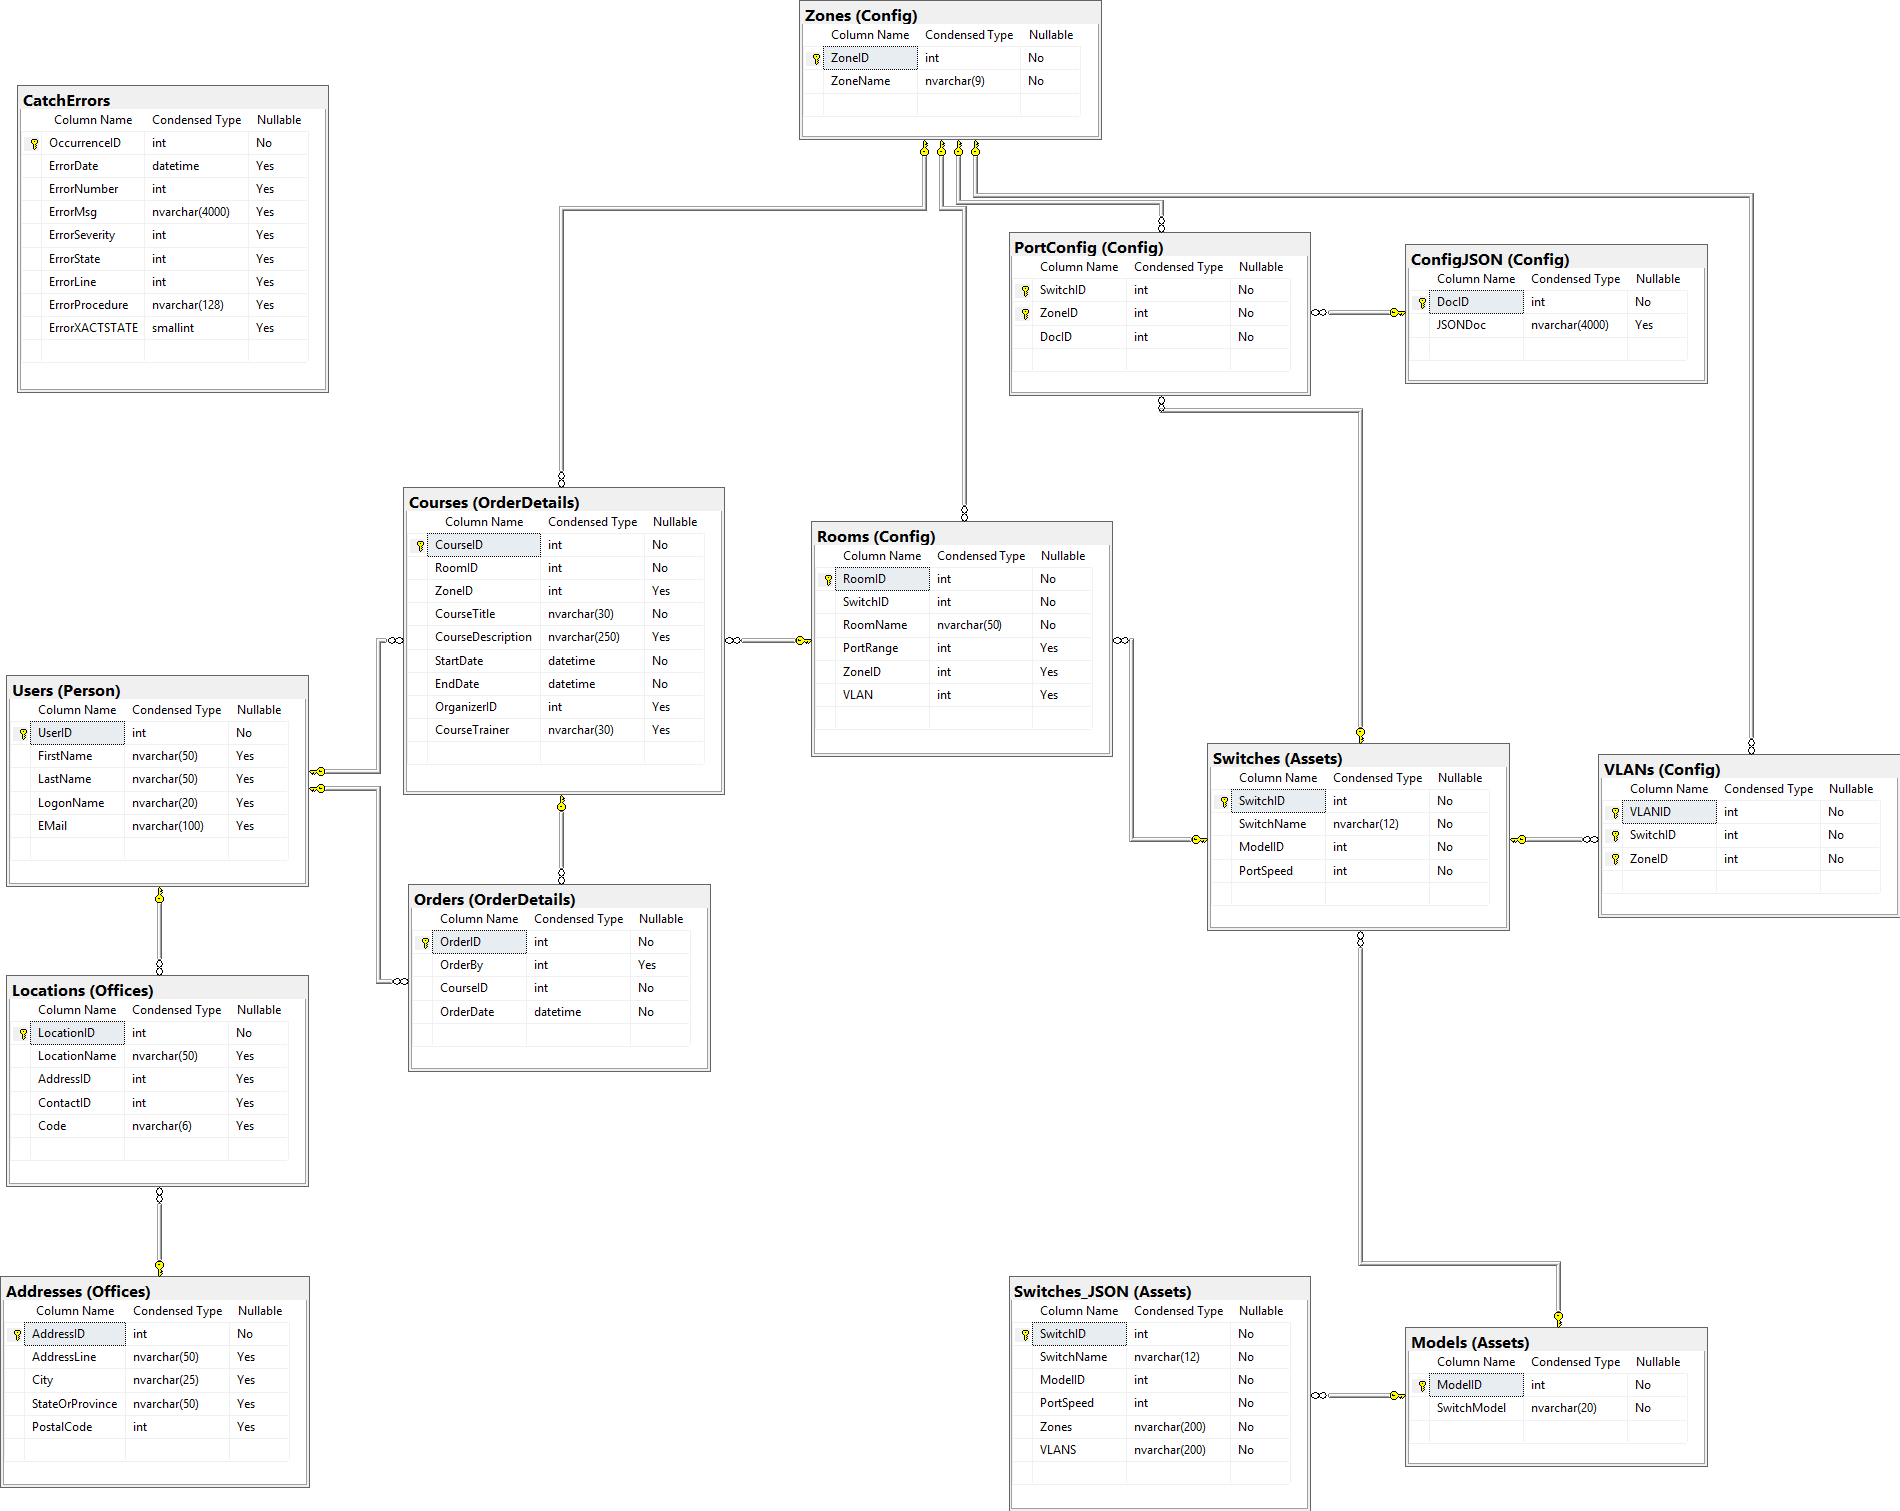 Zones (Config)
Column Name Condensed Type Nullable
ZoneID int No
ZoneName nvarchar(9) No
CatchErrors
Column Name Condensed Type Nullable
OccurrenceID int No
ErrorDate datetime Yes
ErrorNumber int Yes
ErrorMsg nvarchar(4000) Yes
ErrorSeverity int Yes
ErrorState int Yes
ErrorLine int Yes
ErrorProcedure nvarchar(128) Yes
ErrorXACTSTATE smallint Yes
PortConfig (Config)
Column Name Condensed Type Nullable
SwitchID int No
ZoneID int No
DocID int No
ConfigJSON (Config)
Column Name Condensed Type Nullable
DocID int No
JSONDoc nvarchar(4000) Yes
Courses (OrderDetails)
Column Name Condensed Type Nullable
CourseID int No
RoomID int No
ZoneID int Yes
CourseTitle nvarchar(30) No
CourseDescription nvarchar(250) Yes
StartDate datetime No
EndDate datetime No
OrganizerID int Yes
CourseTrainer nvarchar(30) Yes
Rooms (Config)
Column Name Condensed Type Nullable
RoomID int No
SwitchID int No
RoomName nvarchar(50) No
PortRange int Yes
ZoneID int Yes
VLAN int Yes
Users (Person)
Column Name Condensed Type Nullable
UserID int No
FirstName nvarchar(50) Yes
LastName nvarchar(50) Yes
LogonName nvarchar(20) Yes
EMail nvarchar(100) Yes
Switches (Assets)
Column Name Condensed Type Nullable
SwitchID int No
SwitchName nvarchar(12) No
ModelID int No
PortSpeed int No
VLANs (Config)
Column Name Condensed Type Nullable
VLANID int No
SwitchID int No
ZoneID int No
Orders (OrderDetails)
Column Name Condensed Type Nullable
OrderID int No
OrderBy int Yes
CourseID int No
OrderDate datetime No
Locations (Offices)
Column Name Condensed Type Nullable
LocationID int No
LocationName nvarchar(50) Yes
AddressID int Yes
ContactID int Yes
Code nvarchar(6) Yes
Addresses (Offices)
Column Name Condensed Type Nullable
AddressID int No
AddressLine nvarchar(50) Yes
City nvarchar(25) Yes
StateOrProvince nvarchar(50) Yes
PostalCode int Yes
Switches_JSON (Assets)
Column Name Condensed Type Nullable
SwitchID int No
SwitchName nvarchar(12) No
ModelID int No
PortSpeed int No
Zones nvarchar(200) No
VLANS nvarchar(200) No
Models (Assets)
Column Name Condensed Type Nullable
ModelID int No
SwitchModel nvarchar(20) No